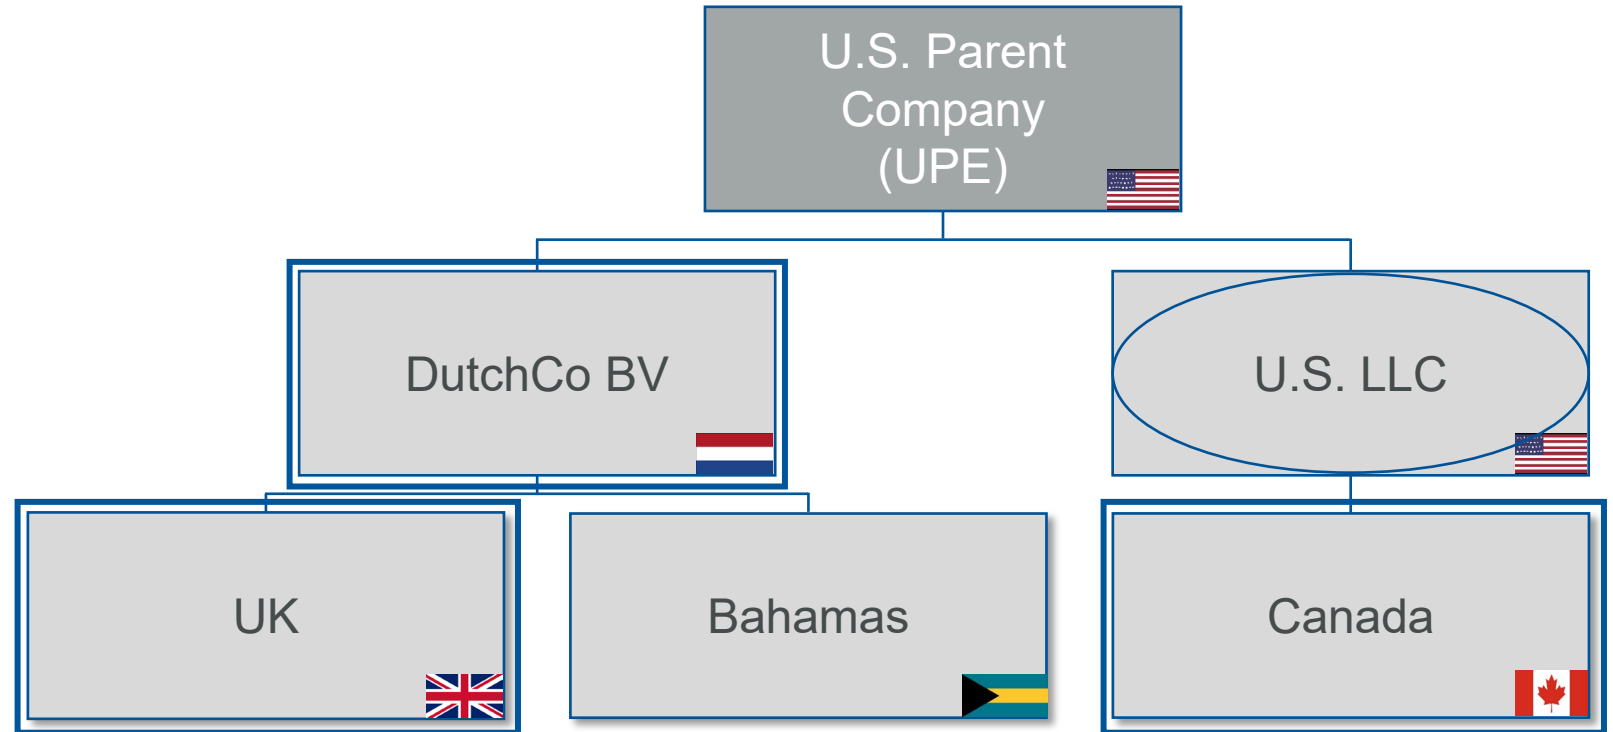 U.S. Parent
Company
(UPE)
DutchCo BV
U.S. LLC
UK
Bahamas
Canada